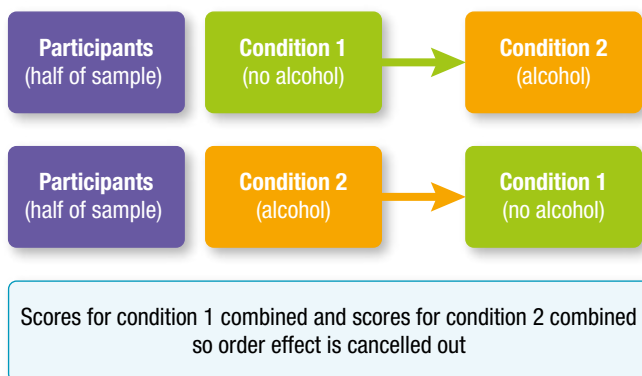 Participants
(half of sample)
Condition 1
(no alcohol)
Condition 2
(alcohol)
Participants
(half of sample)
Condition 2
(alcohol)
Condition 1
(no alcohol)
Scores for condition 1 combined and scores for condition 2 combined
so order effect is cancelled out